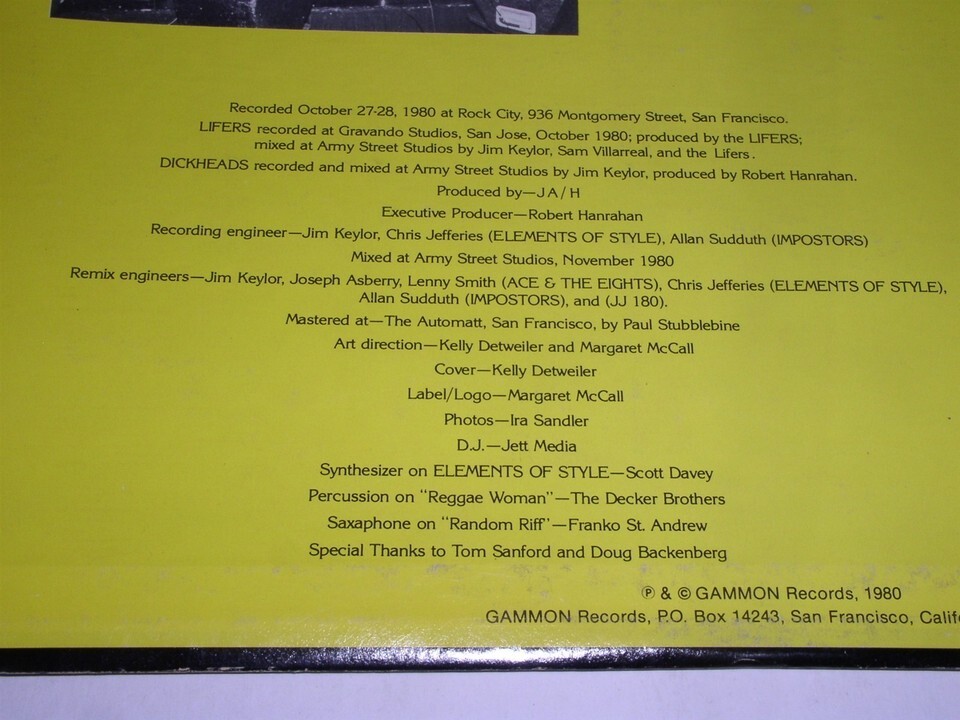 Recorded October 27-28, 1980 at Rock City, 936 Montgomery Street, San Francisco.
LIFERS recorded at Gravando Studios, San Jose, October 1980; produced by the LIFERS;
mixed at Army Street Studios by Jim Keylor, Sam Villarreal, and the Lifers.
DICKHEADS recorded and mixed at Army Street Studios by Jim Keylor, produced by Robert Hanrahan.
Produced by—J A / H
Executive Producer—Robert Hanrahan
Recording engineer—Jim Keylor, Chris Jefferies (ELEMENTS OF STYLE), Allan Sudduth (IMPOSTORS)
Mixed at Army Street Studios, November 1980
Remix engineers—Jim Keylor, Joseph Asberry, Lenny Smith (ACE & THE EIGHTS), Chris Jefferies (ELEMENTS OF STYLE),
Allan Sudduth (IMPOSTORS), and (JJ 180).
Mastered at—The Automatt, San Francisco, by Paul Stubblebine
Art direction—Kelly Detweiler and Margaret McCall
Cover—Kelly Detweiler
Label/Logo—Margaret McCall
Photos—Ira Sandler
D.J.—Jett Media
Synthesizer on ELEMENTS OF STYLE—Scott Davey
Percussion on "Reggae Woman"—The Decker Brothers
Saxaphone on "Random Riff"—Franko St. Andrew
Special Thanks to Tom Sanford and Doug Backenberg
℗ & © GAMMON Records, 1980
GAMMON Records, P.O. Box 14243, San Francisco,